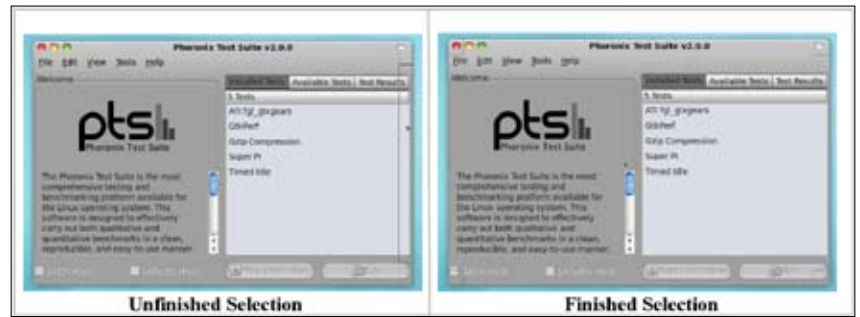 Phoronix Test Suite v2.0.0
File Edit View Tools Help
Welcome
Installed Tests Available Tests Test Results
5 Tests
ATI fgl_glxgears
GtkPerf
Gzip Compression
Super Pi
Timed Idle
pts
Phoronix Test Suite
The Phoronix Test Suite is the most
comprehensive testing and
benchmarking platform available for
the Linux operating system. This
software is designed to effectively
carry out both qualitative and
quantitative benchmarks in a clean,
reproducible, and easy-to-use manner.
Unfinished Selection
Phoronix Test Suite v2.0.0
File Edit View Tools Help
Welcome
Installed Tests Available Tests Test Results
5 Tests
ATI fgl_glxgears
GtkPerf
Gzip Compression
Super Pi
Timed Idle
pts
Phoronix Test Suite
The Phoronix Test Suite is the most
comprehensive testing and
benchmarking platform available for
the Linux operating system. This
software is designed to effectively
carry out both qualitative and
quantitative benchmarks in a clean,
reproducible, and easy-to-use manner.
Finished Selection